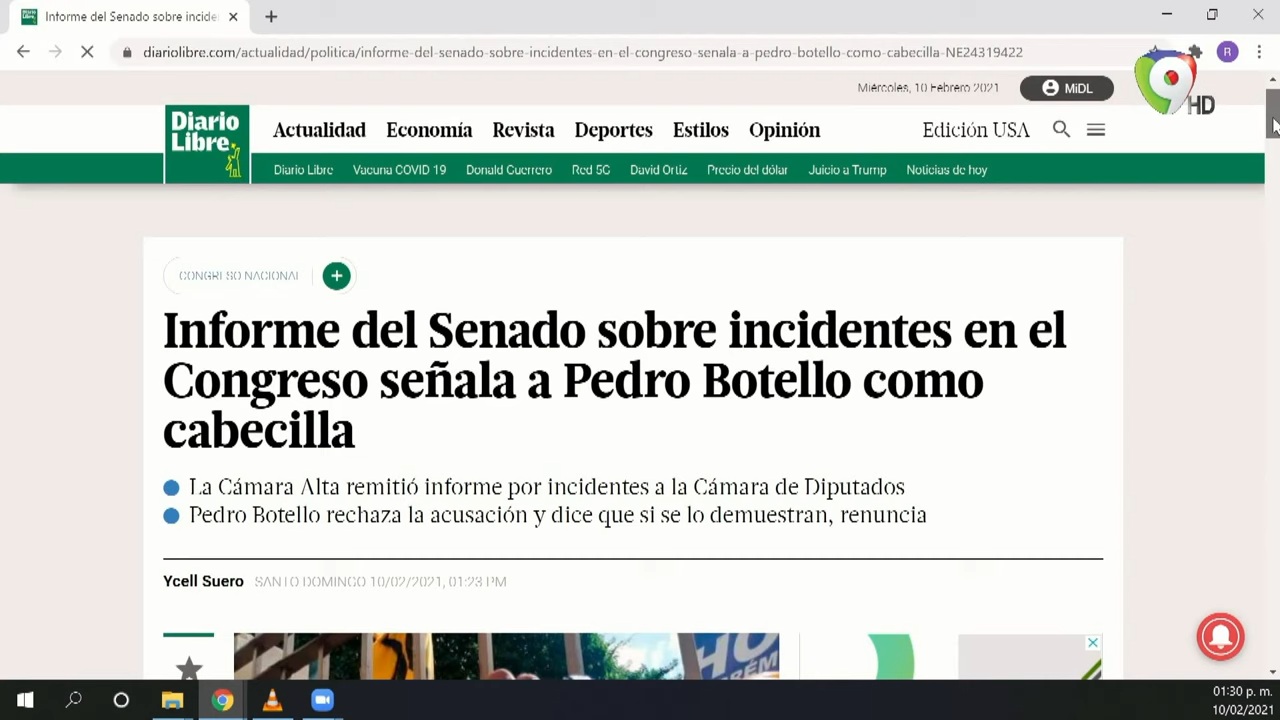 Informe del Senado sobre incide
diariolibre.com/actualidad/politica/informe-del-senado-sobre-incidentes-en-el-congreso-senala-a-pedro-botello-como-cabecilla-NE24319422
R
HD
Miércoles, 10 Febrero 2021
MiDL
Diario
Libre
Actualidad Economía Revista Deportes Estilos Opinión
Edición USA
Diario Libre Vacuna COVID 19 Donald Guerrero Red 5G David Ortiz Precio del dólar Juicio a Trump Noticias de hoy
CONGRESO NACIONAL
Informe del Senado sobre incidentes en el
Congreso señala a Pedro Botello como
cabecilla
La Cámara Alta remitió informe por incidentes a la Cámara de Diputados
Pedro Botello rechaza la acusación y dice que si se lo demuestran, renuncia
Ycell Suero SANTO DOMINGO 10/02/2021, 01:23 PM
01:30 p. m.
10/02/2021